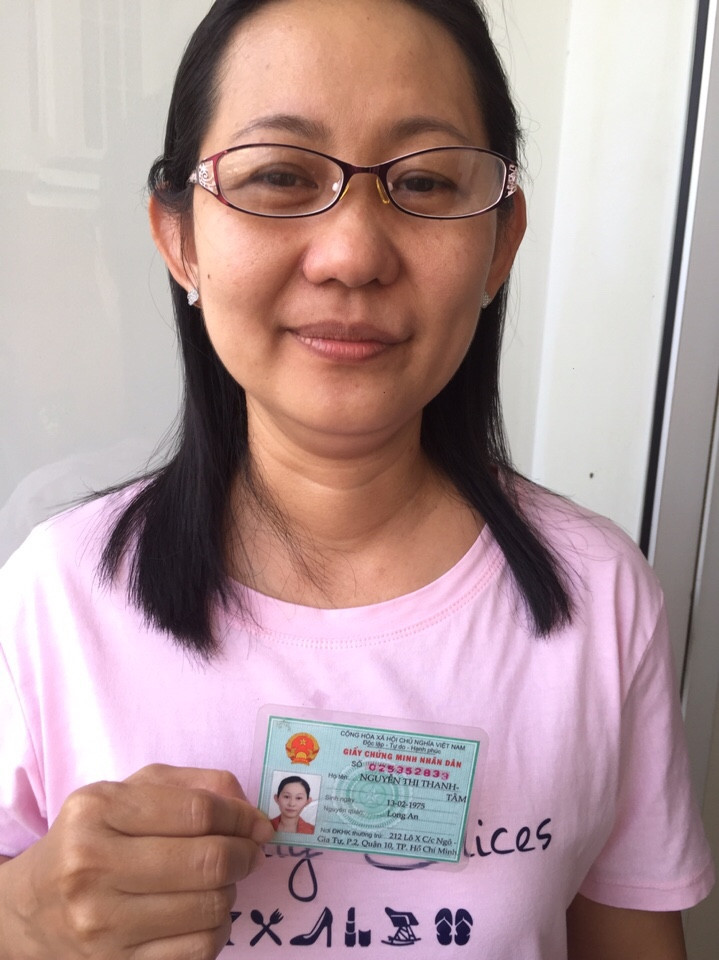 CỘNG HÒA XÃ HỘI CHỦ NGHĨA VIỆT NAM
Độc lập - Tự do - Hạnh phúc
GIẤY CHỨNG MINH NHÂN DÂN
SỐ 025352833
Họ tên NGUYỄN THỊ THANH-
TÂM
Sinh ngày 13-02-1975
Nguyên quán Long An
Nơi ĐKHK thường trú 212 Lô X C/c Ngô-
Gia Tự, P.2, Quận 10, TP. Hồ Chí Minh
ices